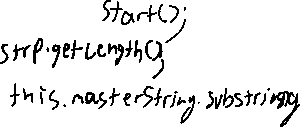 start();
strp.getLength();
this.masterString.substring()